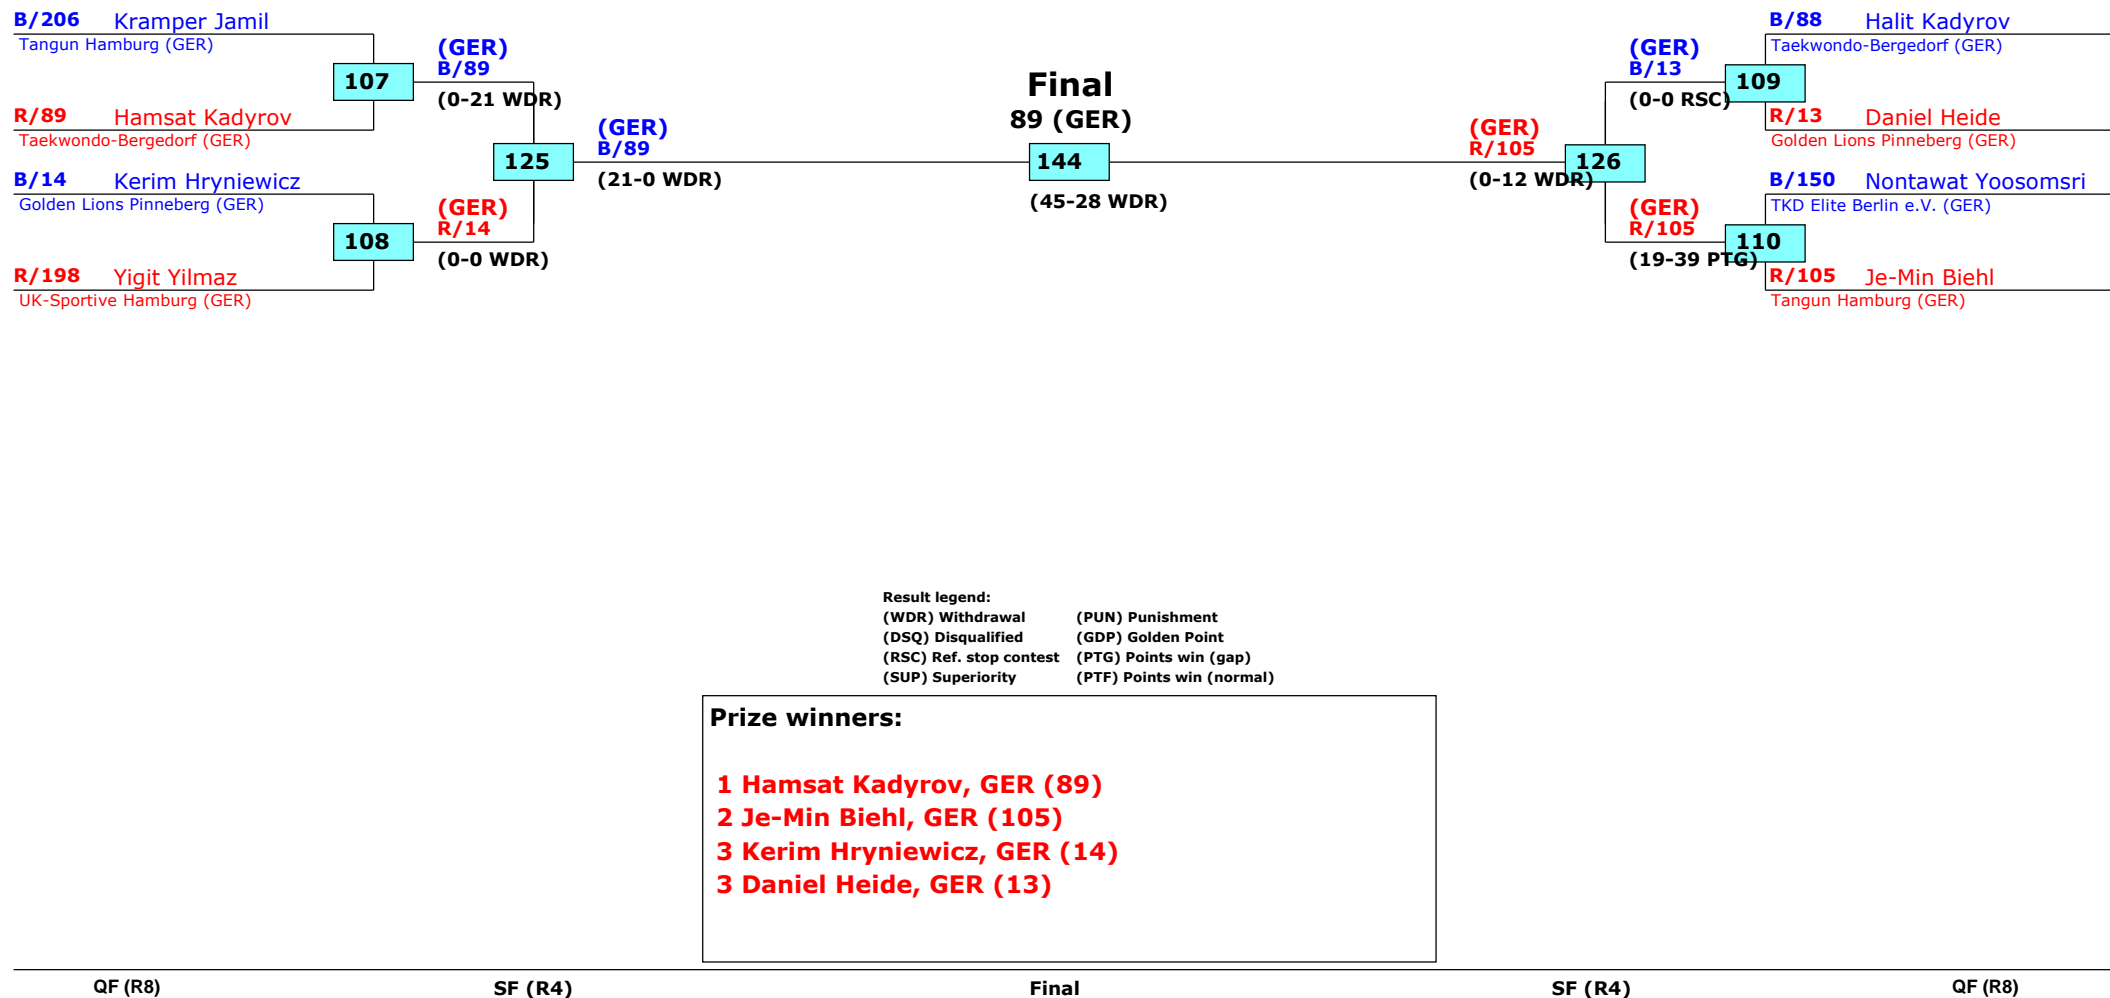 B/206 Kramper Jamil
Tangun Hamburg (GER)
R/89 Hamsat Kadyrov
Taekwondo-Bergedorf (GER)
B/14 Kerim Hryniewicz
Golden Lions Pinneberg (GER)
R/198 Yigit Yilmaz
UK-Sportive Hamburg (GER)
107
(GER)
B/89
(0-21 WDR)
108
(GER)
R/14
(0-0 WDR)
125
(GER)
B/89
(21-0 WDR)
Final
89 (GER)
144
(45-28 WDR)
(GER)
R/105
(0-12 WDR)
126
(GER)
B/13
(0-0 RSC)
109
(GER)
R/105
(19-39 PTG)
110
B/88 Halit Kadyrov
Taekwondo-Bergedorf (GER)
R/13 Daniel Heide
Golden Lions Pinneberg (GER)
B/150 Nontawat Yoosomsri
TKD Elite Berlin e.V. (GER)
R/105 Je-Min Biehl
Tangun Hamburg (GER)
Result legend:
(WDR) Withdrawal (PUN) Punishment
(DSQ) Disqualified (GDP) Golden Point
(RSC) Ref. stop contest (PTG) Points win (gap)
(SUP) Superiority (PTF) Points win (normal)
Prize winners:
1 Hamsat Kadyrov, GER (89)
2 Je-Min Biehl, GER (105)
3 Kerim Hryniewicz, GER (14)
3 Daniel Heide, GER (13)
QF (R8) SF (R4) Final SF (R4) QF (R8)